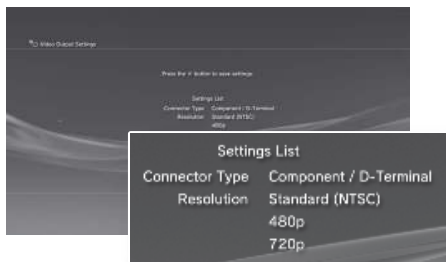 Video Output Settings
Press the × button to save settings.
Settings List
Connector Type Component / D-Terminal
Resolution Standard (NTSC)
480p
Settings List
Connector Type Component / D-Terminal
Resolution Standard (NTSC)
480p
720p